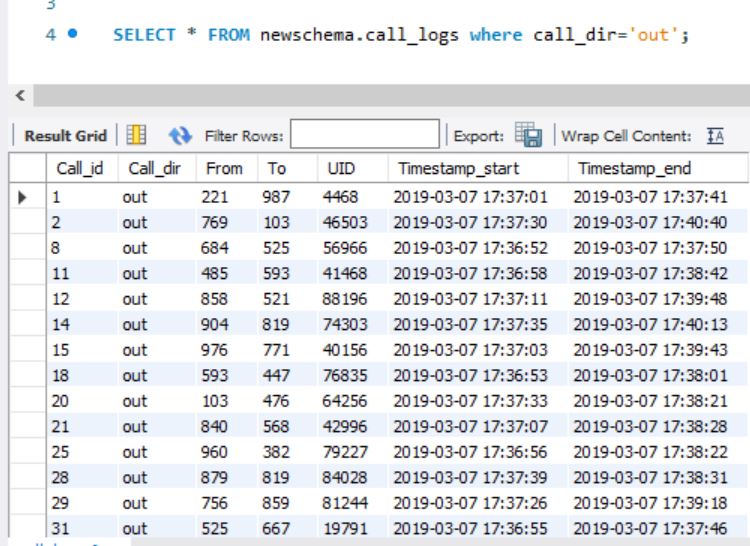 3
4 SELECT * FROM newschema.call_logs where call_dir='out';
Result Grid Filter Rows: Export: Wrap Cell Content: IA
Call_id Call_dir From To UID Timestamp_start Timestamp_end
1 out 221 987 4468 2019-03-07 17:37:01 2019-03-07 17:37:41
2 out 769 103 46503 2019-03-07 17:37:30 2019-03-07 17:40:40
8 out 684 525 56966 2019-03-07 17:36:52 2019-03-07 17:37:50
11 out 485 593 41468 2019-03-07 17:36:58 2019-03-07 17:38:42
12 out 858 521 88196 2019-03-07 17:37:11 2019-03-07 17:39:48
14 out 904 819 74303 2019-03-07 17:37:35 2019-03-07 17:40:13
15 out 976 771 40156 2019-03-07 17:37:03 2019-03-07 17:39:43
18 out 593 447 76835 2019-03-07 17:36:53 2019-03-07 17:38:01
20 out 103 476 64256 2019-03-07 17:37:33 2019-03-07 17:38:21
21 out 840 568 42996 2019-03-07 17:37:07 2019-03-07 17:38:28
25 out 960 382 79227 2019-03-07 17:36:56 2019-03-07 17:38:22
28 out 879 819 84028 2019-03-07 17:37:39 2019-03-07 17:38:31
29 out 756 859 81244 2019-03-07 17:37:26 2019-03-07 17:39:18
31 out 525 667 19791 2019-03-07 17:36:55 2019-03-07 17:37:46